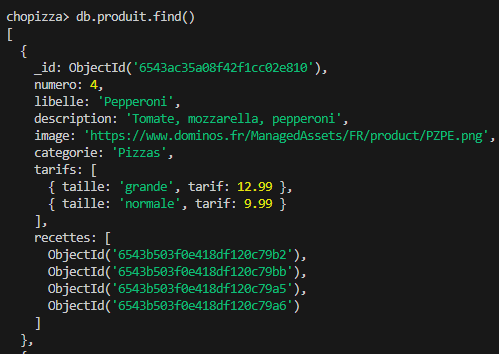 chopizza> db.produit.find()
[
  {
    _id: ObjectId('6543ac35a08f42f1cc02e810'),
    numero: 4,
    libelle: 'Pepperoni',
    description: 'Tomate, mozzarella, pepperoni',
    image: 'https://www.dominos.fr/ManagedAssets/FR/product/PZPE.png',
    categorie: 'Pizzas',
    tarifs: [
      { taille: 'grande', tarif: 12.99 },
      { taille: 'normale', tarif: 9.99 }
    ],
    recettes: [
      ObjectId('6543b503f0e418df120c79b2'),
      ObjectId('6543b503f0e418df120c79bb'),
      ObjectId('6543b503f0e418df120c79a5'),
      ObjectId('6543b503f0e418df120c79a6')
    ]
  },
  {